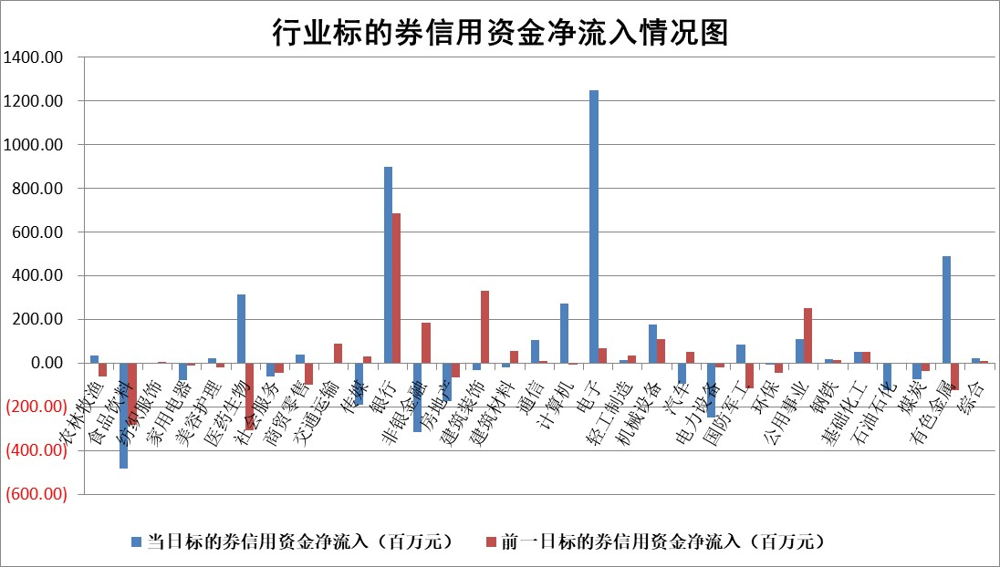 行业标的券信用资金净流入情况图
1400.00
1200.00
1000.00
800.00
600.00
400.00
200.00
0.00
(200.00)
(400.00)
(600.00)
农林牧渔
食品饮料
纺织服饰
家用电器
美容护理
医药生物
社会服务
商贸零售
交通运输
传媒
银行
非银金融
房地产
建筑装饰
建筑材料
通信
计算机
电子
轻工制造
机械设备
汽车
电力设备
国防军工
环保
公用事业
钢铁
基础化工
石油石化
煤炭
有色金属
综合
当日标的券信用资金净流入（百万元）
前一日标的券信用资金净流入（百万元）